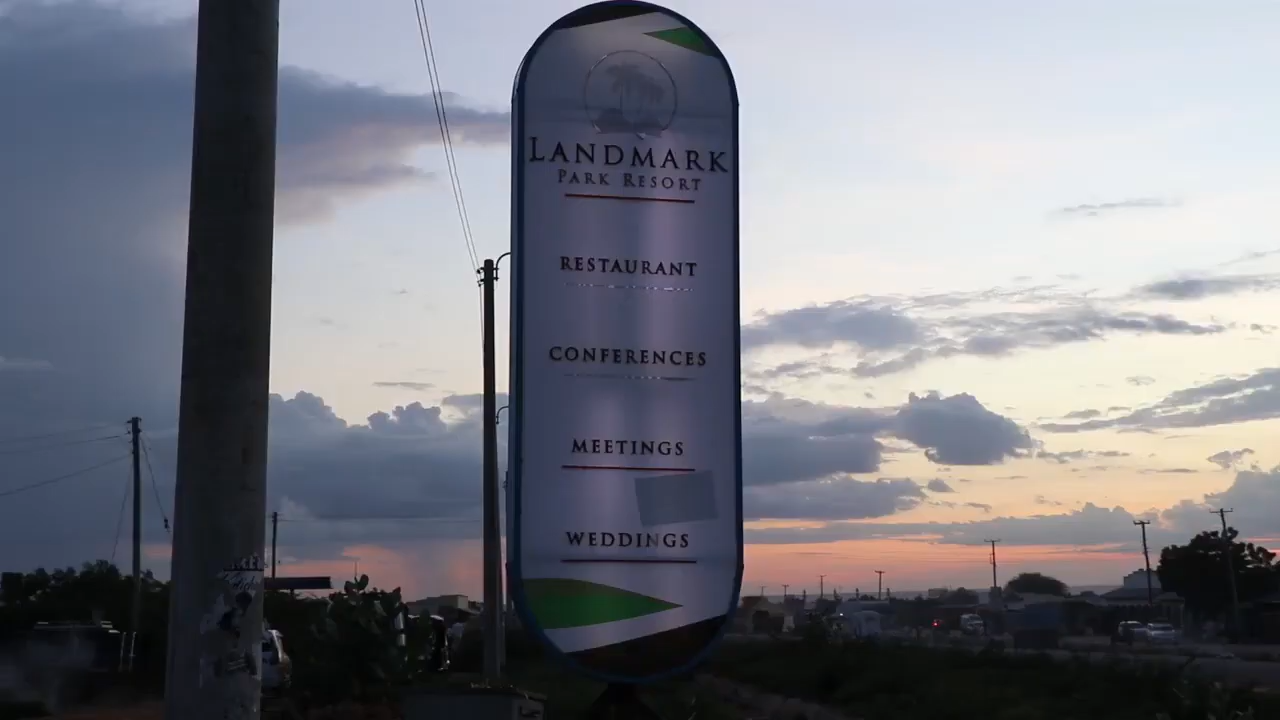 LANDMARK
PARK RESORT
RESTAURANT
CONFERENCES
MEETINGS
WEDDINGS